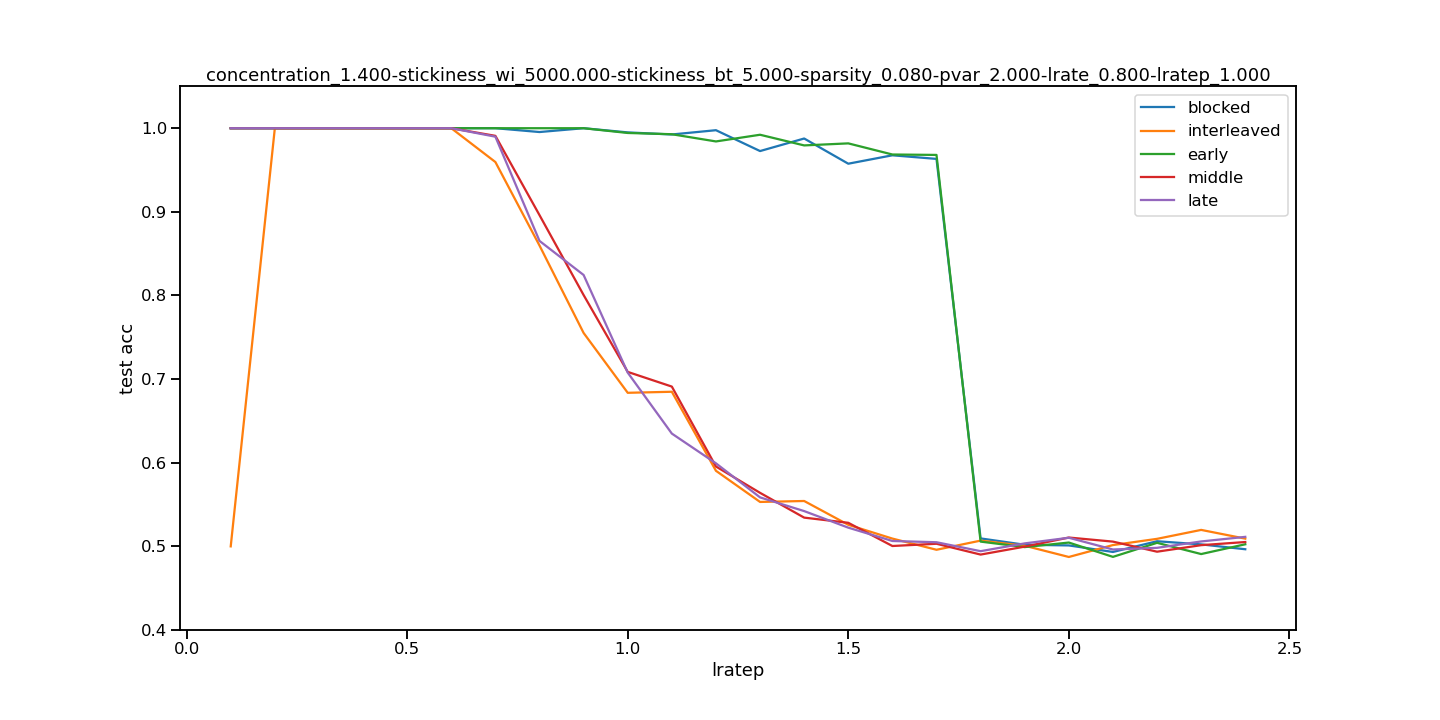 concentration_1.400-stickiness_wi_5000.000-stickiness_bt_5.000-sparsity_0.080-pvar_2.000-lrate_0.800-lratep_1.000
blocked
interleaved
early
middle
late
test acc
1.0
0.9
0.8
0.7
0.6
0.5
0.4
0.0 0.5 1.0 1.5 2.0 2.5
lratep